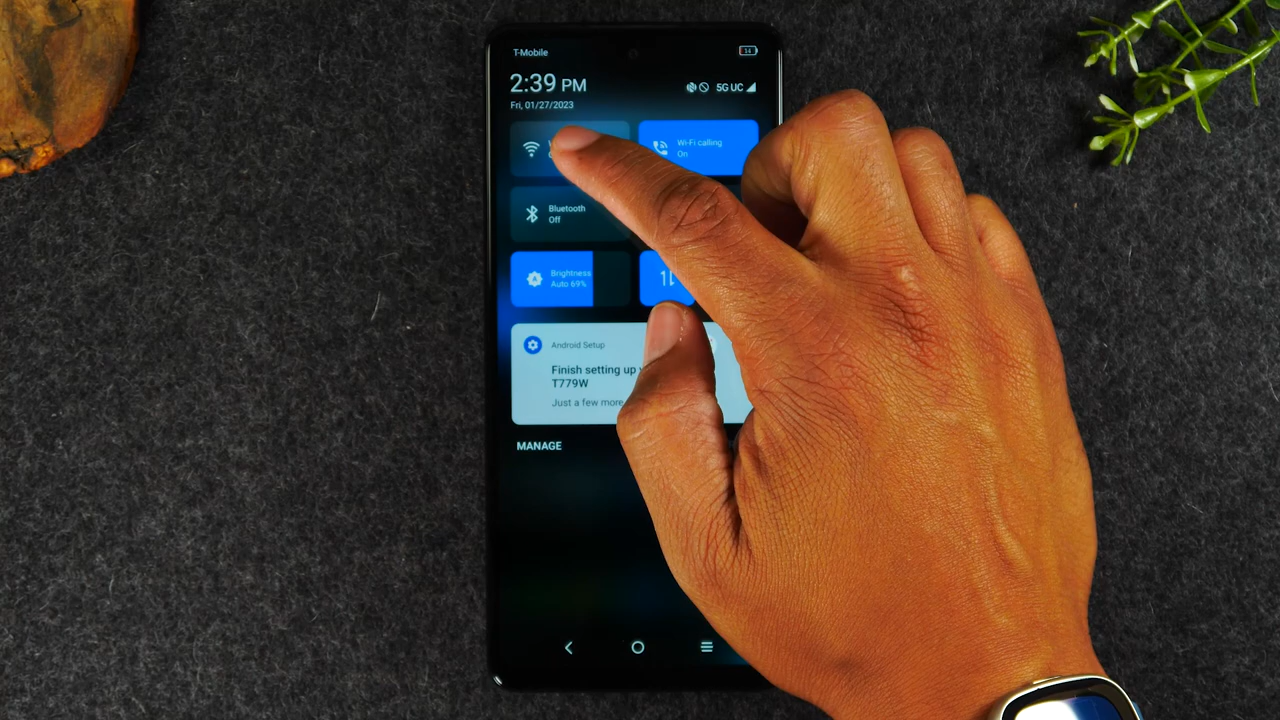 T-Mobile
14
2:39 PM
5G UC
Fri, 01/27/2023
Wi-Fi calling
On
Bluetooth
Off
Brightness
Auto 69%
Android Setup
Finish setting up
T779W
Just a few more
MANAGE